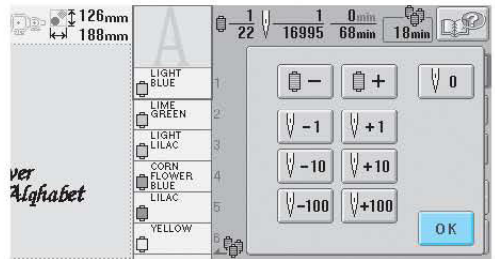 126mm
188mm
A
1/22 1/16995 0min/68min 18min
LIGHT BLUE 1
LIME GREEN 2
LIGHT LILAC 3
CORN FLOWER BLUE 4
LILAC 5
YELLOW 6
ver
Alphabet
− + 0
-1 +1
-10 +10
-100 +100
OK